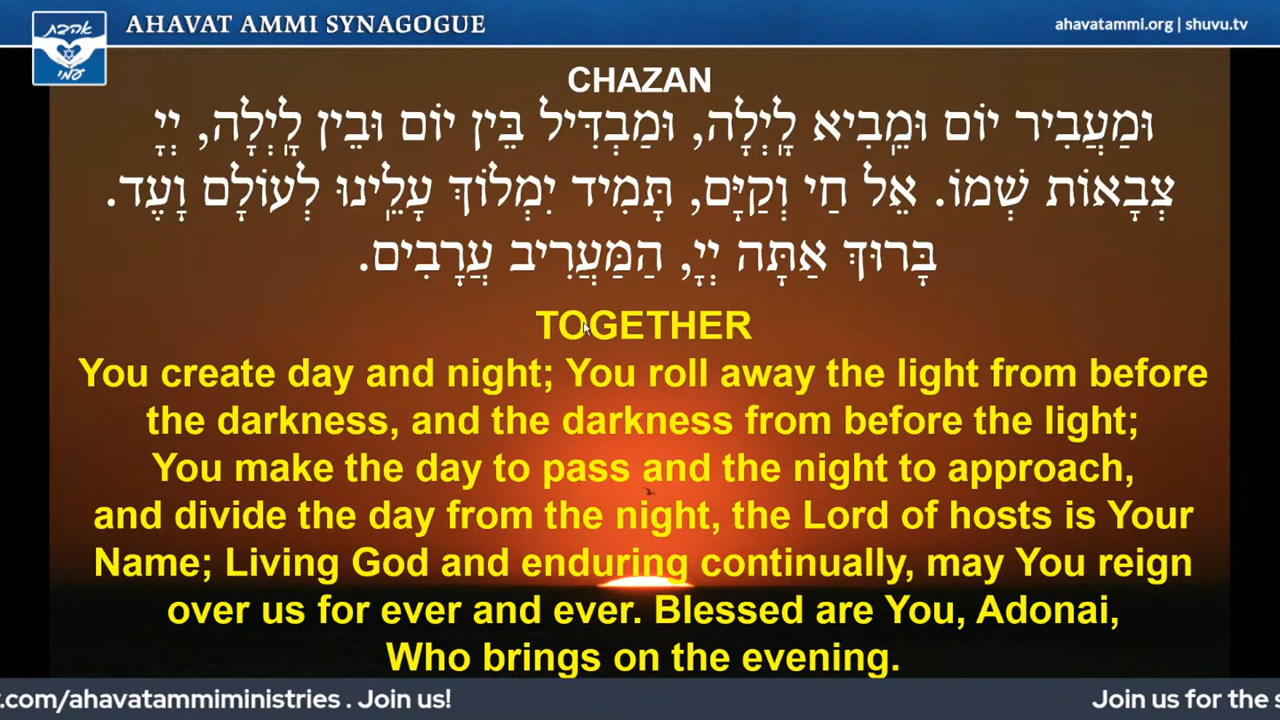 אהבת
עמי
AHAVAT AMMI SYNAGOGUE
ahavatammi.org | shuvu.tv
CHAZAN
וּמַעֲבִיר יוֹם וּמֵֽבִיא לָֽיְלָה, וּמַבְדִּיל בֵּין יוֹם וּבֵין לָֽיְלָה, יְיָ
צְבָאוֹת שְׁמוֹ. אֵל חַי וְקַיָּם, תָּמִיד יִמְלוֹךְ עָלֵֽינוּ לְעוֹלָם וָעֶד.
בָּרוּךְ אַתָּה יְיָ, הַמַּעֲרִיב עֲרָבִים.
TOGETHER
You create day and night; You roll away the light from before
the darkness, and the darkness from before the light;
You make the day to pass and the night to approach,
and divide the day from the night, the Lord of hosts is Your
Name; Living God and enduring continually, may You reign
over us for ever and ever. Blessed are You, Adonai,
Who brings on the evening.
.com/ahavatammiministries . Join us!
Join us for the s